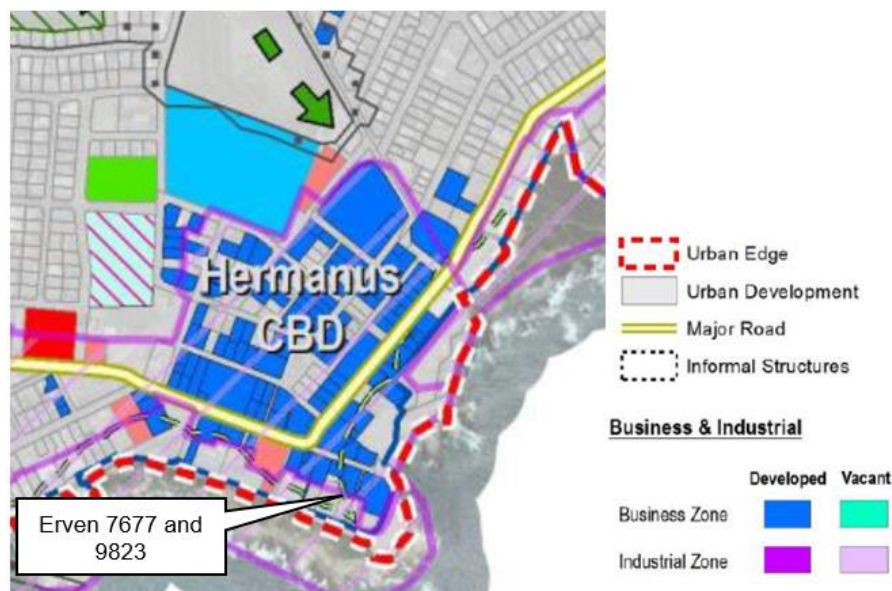 Hermanus
CBD
Erven 7677 and
9823
Urban Edge
Urban Development
Major Road
Informal Structures
Business & Industrial
Developed Vacant
Business Zone
Industrial Zone